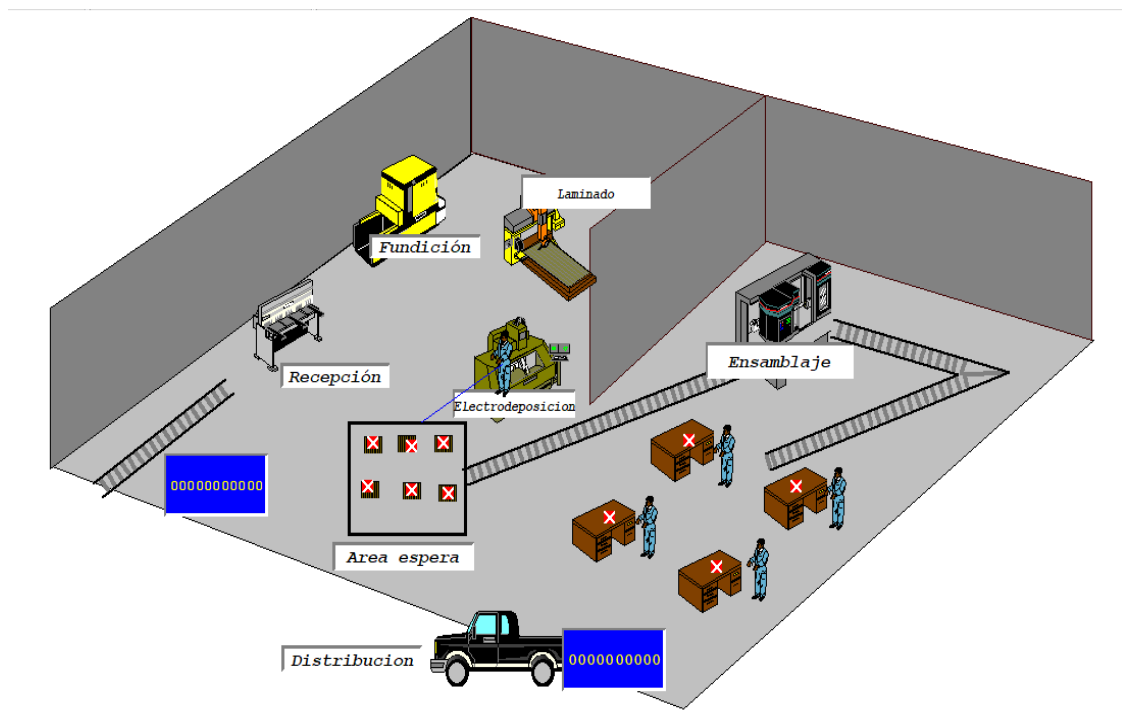 Laminado
Fundición
Recepción
Ensamblaje
Electrodeposicion
00000000000
Area espera
Distribucion
0000000000